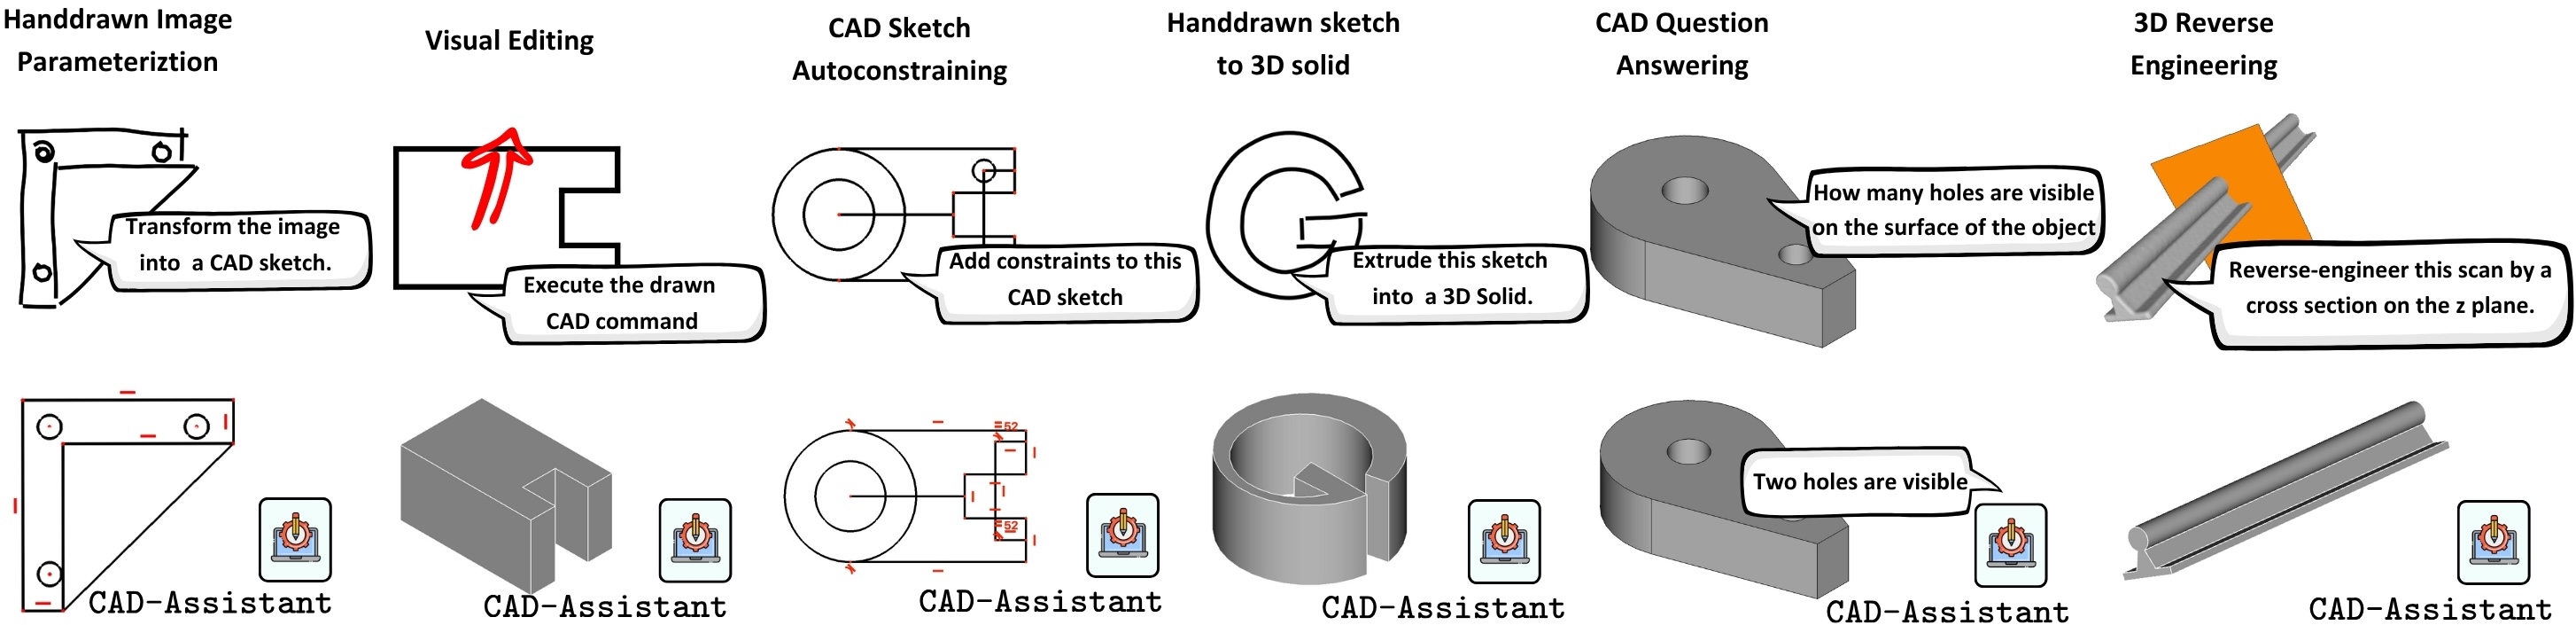 Handdrawn Image
Parameteriztion
Visual Editing
CAD Sketch
Autoconstraining
Handdrawn sketch
to 3D solid
CAD Question
Answering
3D Reverse
Engineering
Transform the image
into a CAD sketch.
Execute the drawn
CAD command
Add constraints to this
CAD sketch
Extrude this sketch
into a 3D Solid.
How many holes are visible
on the surface of the object
Reverse-engineer this scan by a
cross section on the z plane.
=52
=52
Two holes are visible
CAD-Assistant
CAD-Assistant
CAD-Assistant
CAD-Assistant
CAD-Assistant
CAD-Assistant